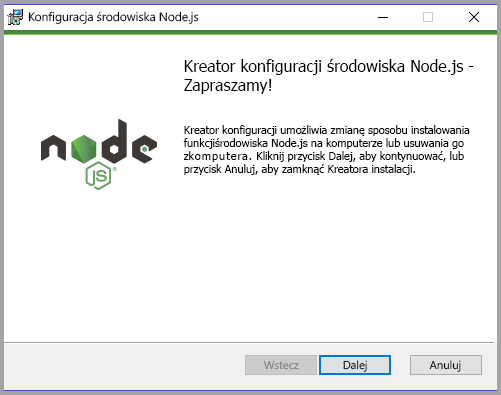 Konfiguracja środowiska Node.js
Kreator konfiguracji środowiska Node.js -
Zapraszamy!
Kreator konfiguracji umożliwia zmianę sposobu instalowania
funkcjiśrodowiska Node.js na komputerze lub usuwania go
zkomputera. Kliknij przycisk Dalej, aby kontynuować, lub
przycisk Anuluj, aby zamknąć Kreatora instalacji.
node
JS
Wstecz
Dalej
Anuluj